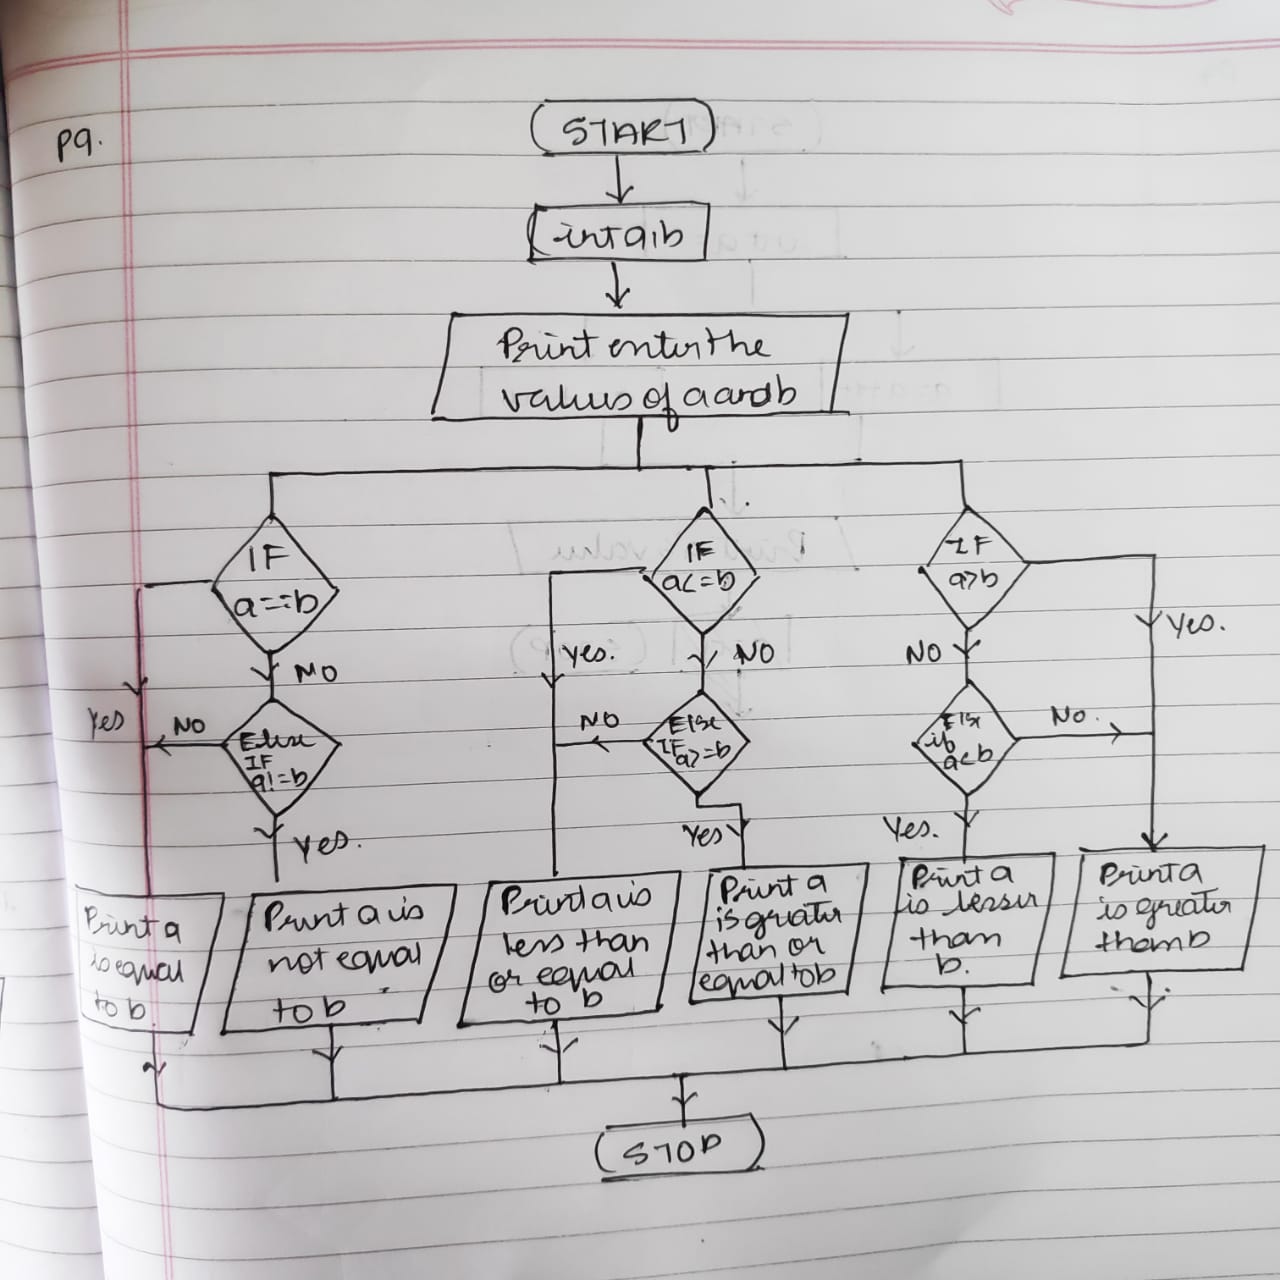 P9.
START
int a,b
Print enter the
values of a and b
IF
a==b
IF
a<=b
IF
a>b
Yes
NO
Yes.
NO
NO
Yes.
NO
Else
IF
a!=b
Yes.
NO
Else
IF a>=b
Yes
No.
Else
if
a<b
Yes.
Print a
is equal
to b
Print a is
not equal
to b
Print a is
less than
or equal
to b
Print a
is greater
than or
equal to b
Print a
is lesser
than
b.
Print a
is greater
than b
STOP